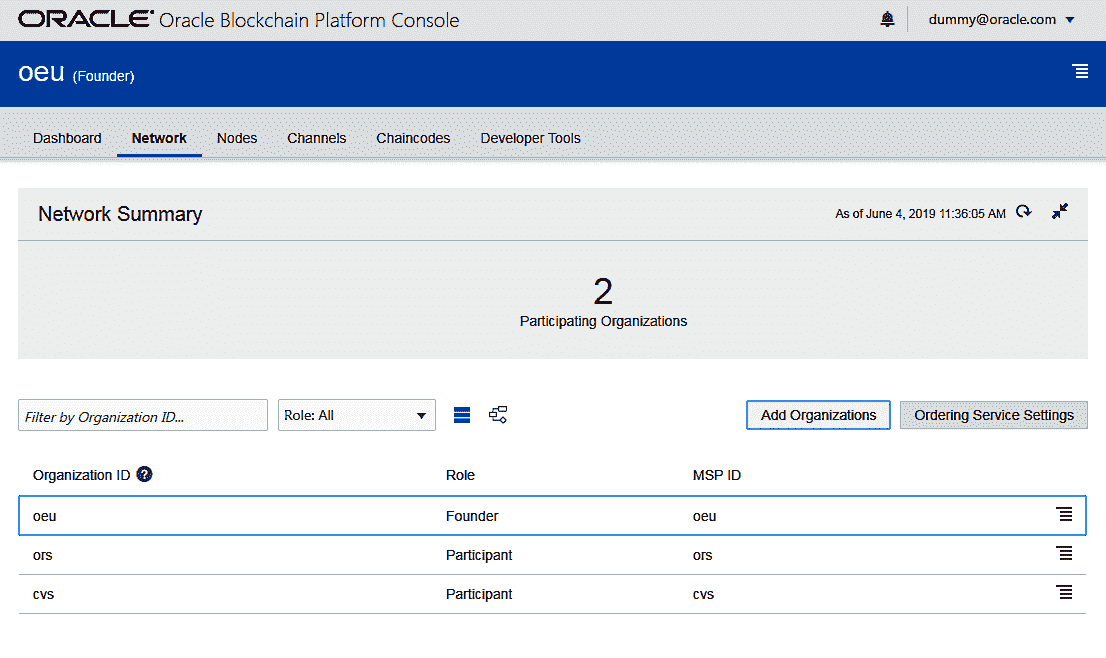 ORACLE Oracle Blockchain Platform Console dummy@oracle.com
oeu (Founder)
Dashboard Network Nodes Channels Chaincodes Developer Tools
Network Summary As of June 4, 2019 11:36:05 AM
2
Participating Organizations
Filter by Organization ID... Role: All Add Organizations Ordering Service Settings
Organization ID ? Role MSP ID
oeu Founder oeu
ors Participant ors
cvs Participant cvs